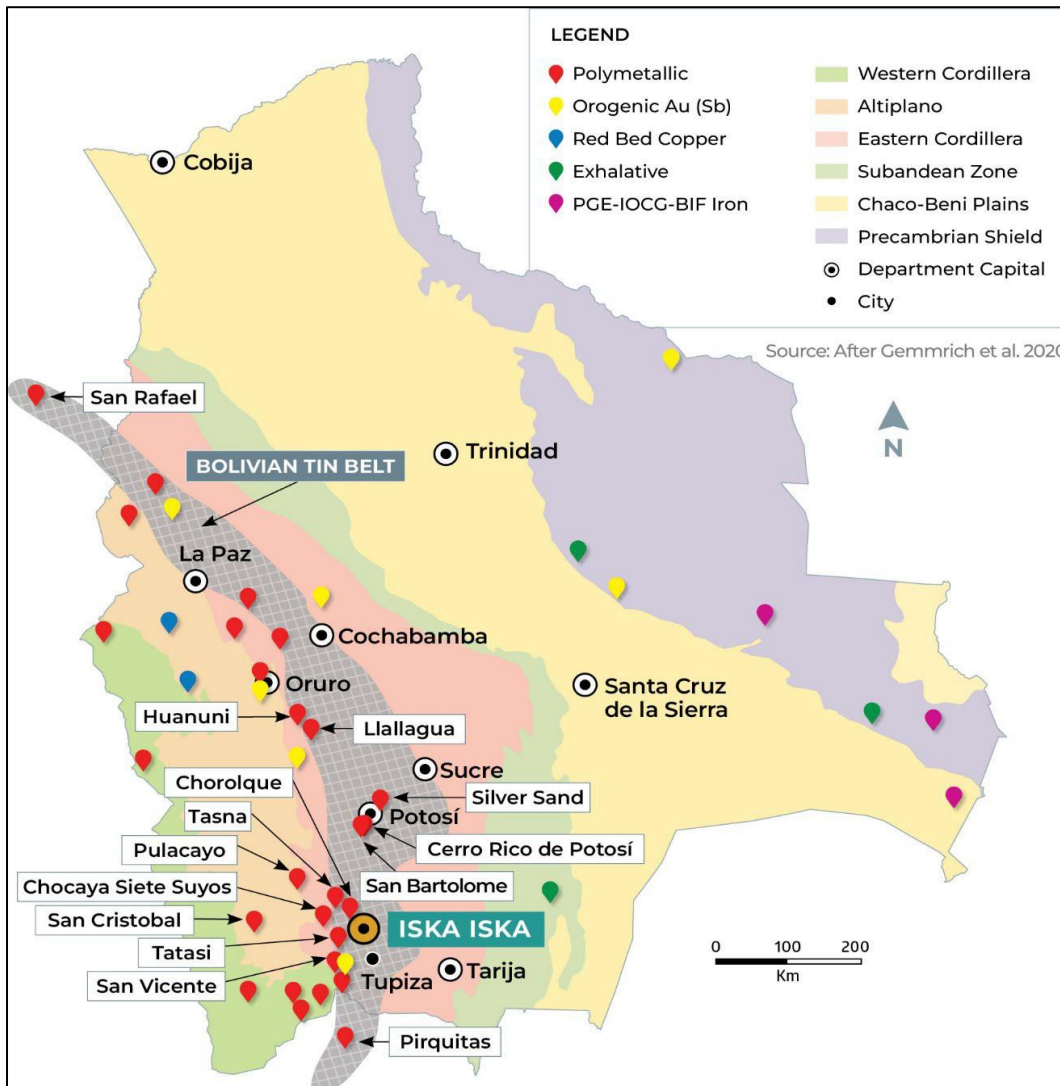 LEGEND
Polymetallic
Orogenic Au (Sb)
Red Bed Copper
Exhalative
PGE-IOCG-BIF Iron
Western Cordillera
Altiplano
Eastern Cordillera
Subandean Zone
Chaco-Beni Plains
Precambrian Shield
Department Capital
City
Source: After Gemmrich et al. 2020
Cobija
San Rafael
N
Trinidad
BOLIVIAN TIN BELT
La Paz
Cochabamba
Oruro
Santa Cruz
de la Sierra
Huanuni
Llallagua
Chorolque
Sucre
Silver Sand
Tasna
Potosí
Pulacayo
Cerro Rico de Potosí
Chocaya Siete Suyos
San Bartolome
San Cristobal
ISKA ISKA
Tatasi
San Vicente
Tupiza
Tarija
0 100 200
Km
Pirquitas